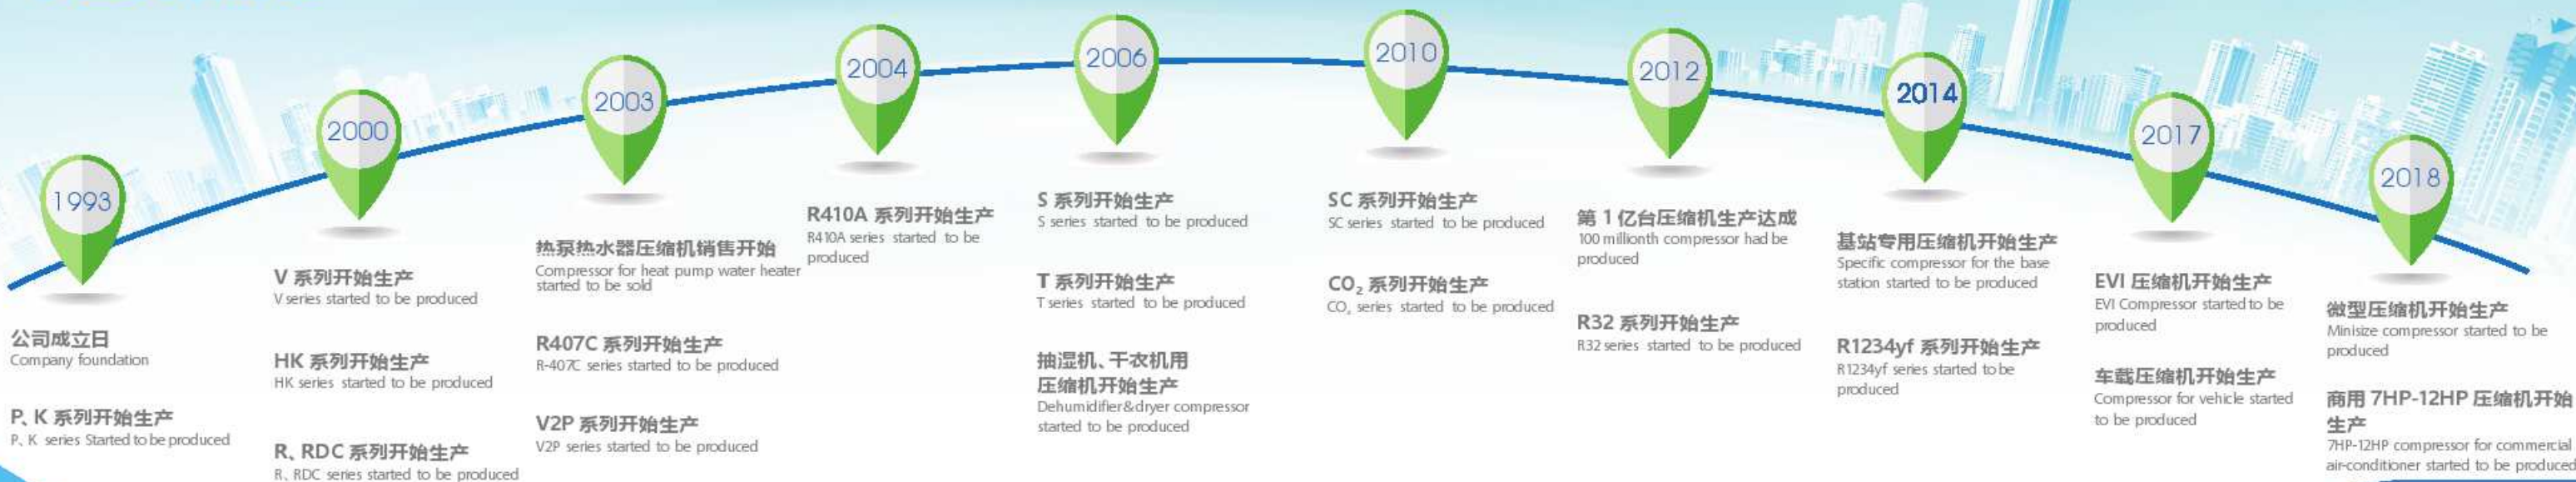 1993
公司成立日
Company foundation
P、K 系列开始生产
P、K series Started to be produced
2000
V 系列开始生产
V series started to be produced
HK 系列开始生产
HK series started to be produced
R、RDC 系列开始生产
R、RDC series started to be produced
2003
热泵热水器压缩机销售开始
Compressor for heat pump water heater
started to be sold
R407C 系列开始生产
R-407C series started to be produced
V2P 系列开始生产
V2P series started to be produced
2004
R410A 系列开始生产
R410A series started to be
produced
2006
S 系列开始生产
S series started to be produced
T 系列开始生产
T series started to be produced
抽湿机、干衣机用
压缩机开始生产
Dehumidifier&dryer compressor
started to be produced
2010
SC 系列开始生产
SC series started to be produced
CO₂ 系列开始生产
CO₂ series started to be produced
2012
第 1 亿台压缩机生产达成
100 millionth compressor had be
produced
R32 系列开始生产
R32 series started to be produced
2014
基站专用压缩机开始生产
Specific compressor for the base
station started to be produced
R1234yf 系列开始生产
R1234yf series started to be
produced
2017
EVI 压缩机开始生产
EVI Compressor started to be
produced
车载压缩机开始生产
Compressor for vehicle started
to be produced
2018
微型压缩机开始生产
Minisize compressor started to be
produced
商用 7HP-12HP 压缩机开始
生产
7HP-12HP compressor for commercial
air-conditioner started to be produced